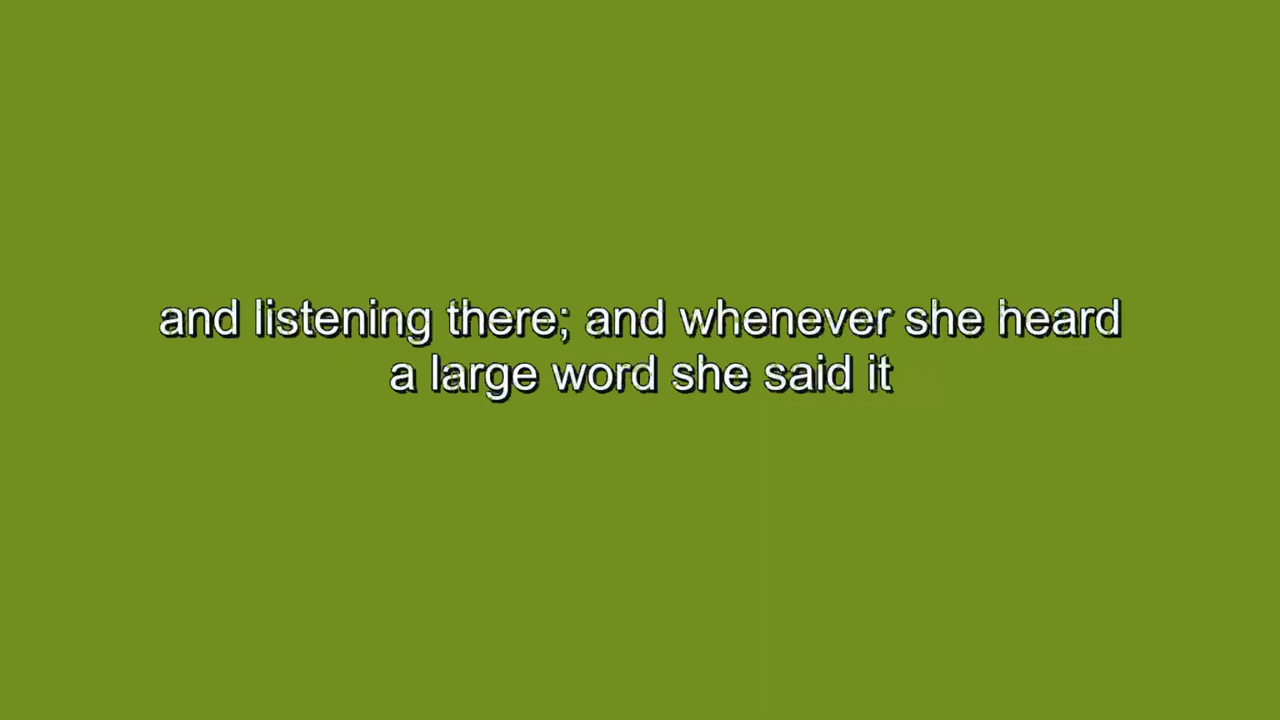 and listening there; and whenever she heard
a large word she said it